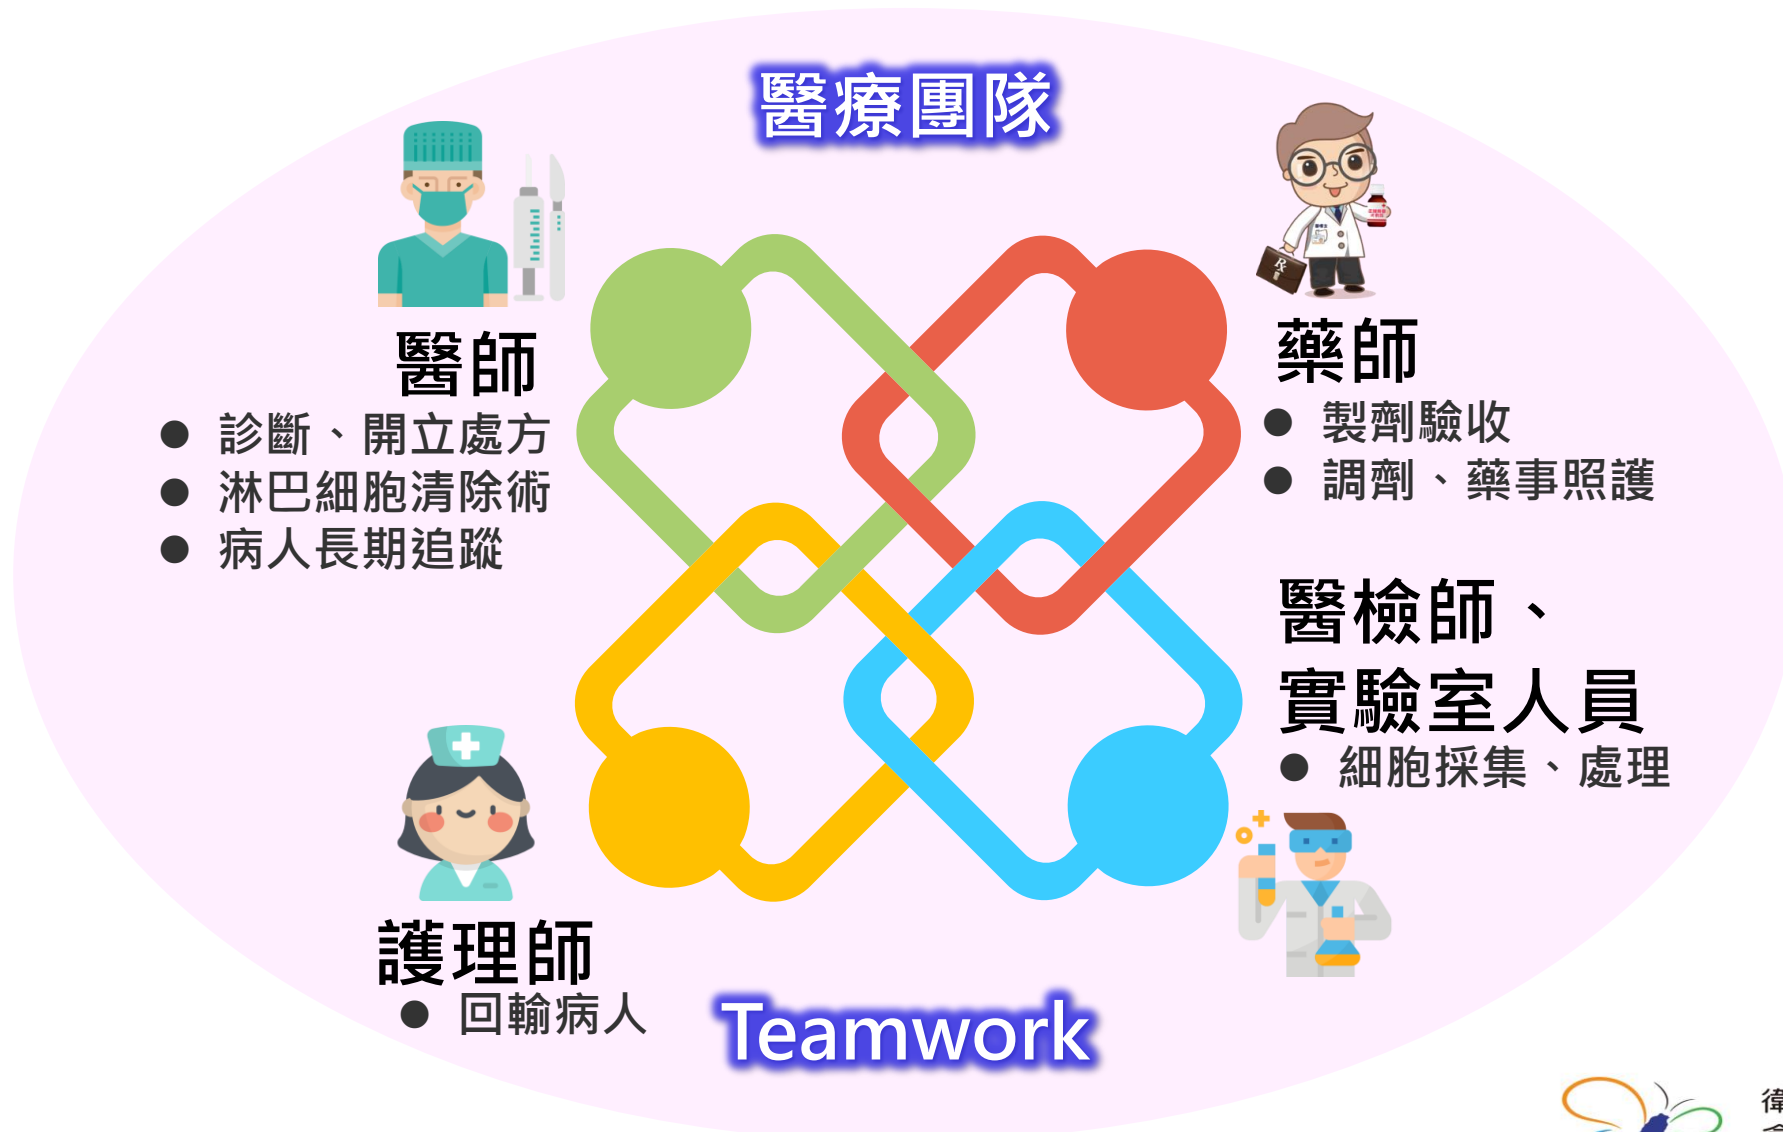 醫療團隊
醫師
● 診斷、開立處方
● 淋巴細胞清除術
● 病人長期追蹤
藥師
● 製劑驗收
● 調劑、藥事照護
醫檢師、
實驗室人員
● 細胞採集、處理
護理師
● 回輸病人
Teamwork